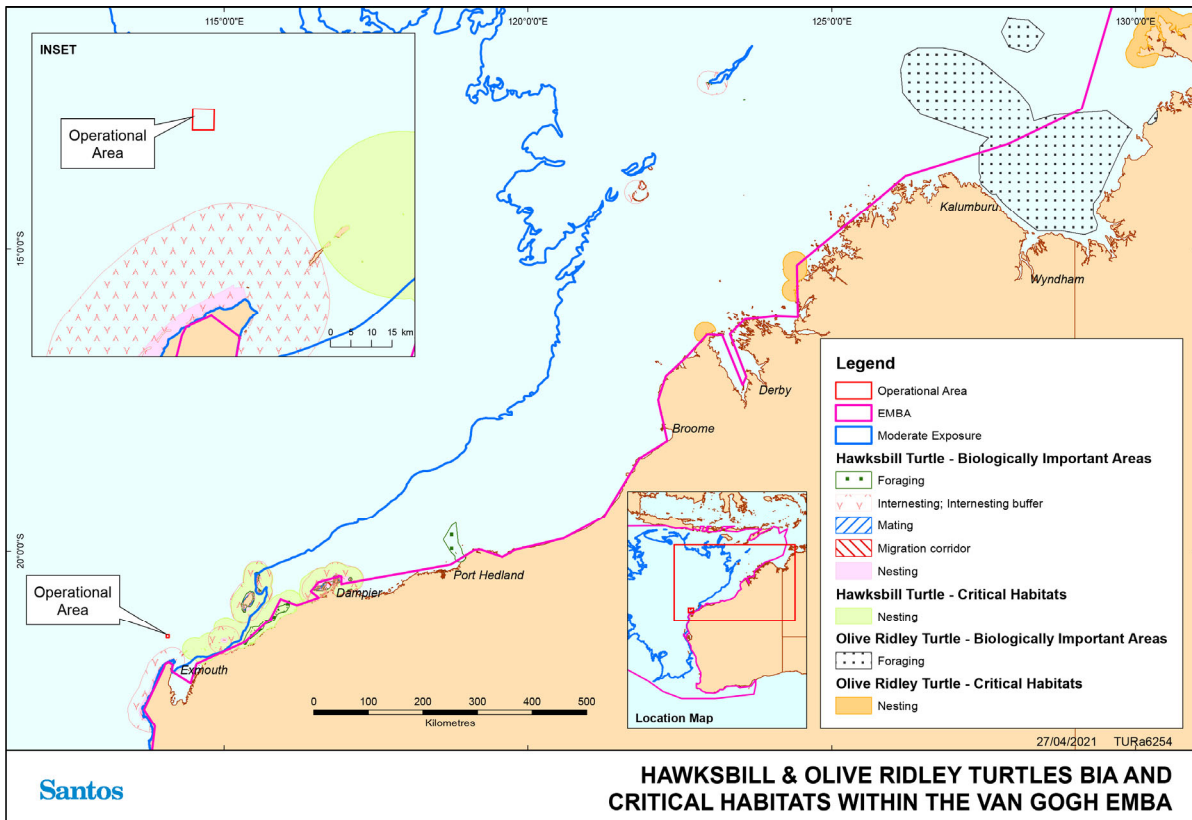 115°0'0"E
120°0'0"E
125°0'0"E
130°0'0"E
INSET
Operational
Area
0 5 10 15 km
15°0'0"S
20°0'0"S
Kalumburu
Wyndham
Derby
Broome
Port Hedland
Dampier
Operational
Area
Exmouth
0 100 200 300 400 500
Kilometres
Location Map
Legend
Operational Area
EMBA
Moderate Exposure
Hawksbill Turtle - Biologically Important Areas
Foraging
Internesting; Internesting buffer
Mating
Migration corridor
Nesting
Hawksbill Turtle - Critical Habitats
Nesting
Olive Ridley Turtle - Biologically Important Areas
Foraging
Olive Ridley Turtle - Critical Habitats
Nesting
27/04/2021 TURa6254
Santos
HAWKSBILL & OLIVE RIDLEY TURTLES BIA AND
CRITICAL HABITATS WITHIN THE VAN GOGH EMBA